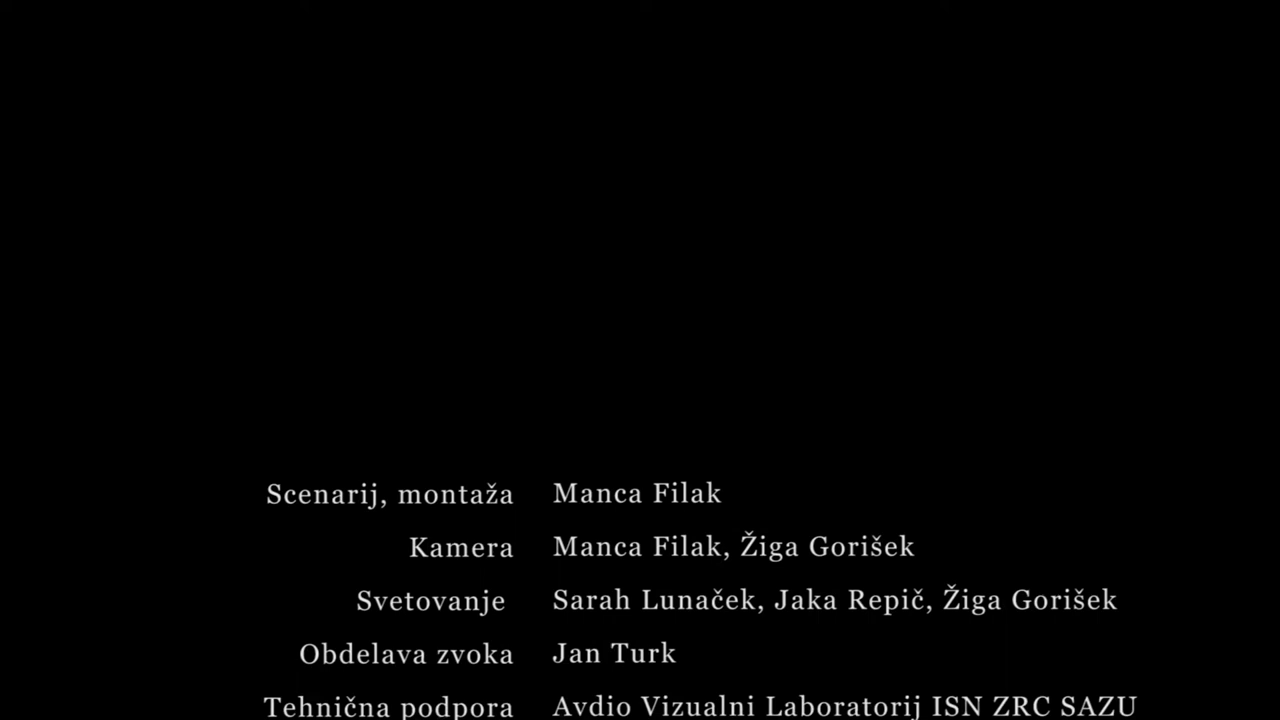 Scenarij, montaža Manca Filak
Kamera Manca Filak, Žiga Gorišek
Svetovanje Sarah Lunaček, Jaka Repič, Žiga Gorišek
Obdelava zvoka Jan Turk
Tehnična podpora Avdio Vizualni Laboratorij ISN ZRC SAZU